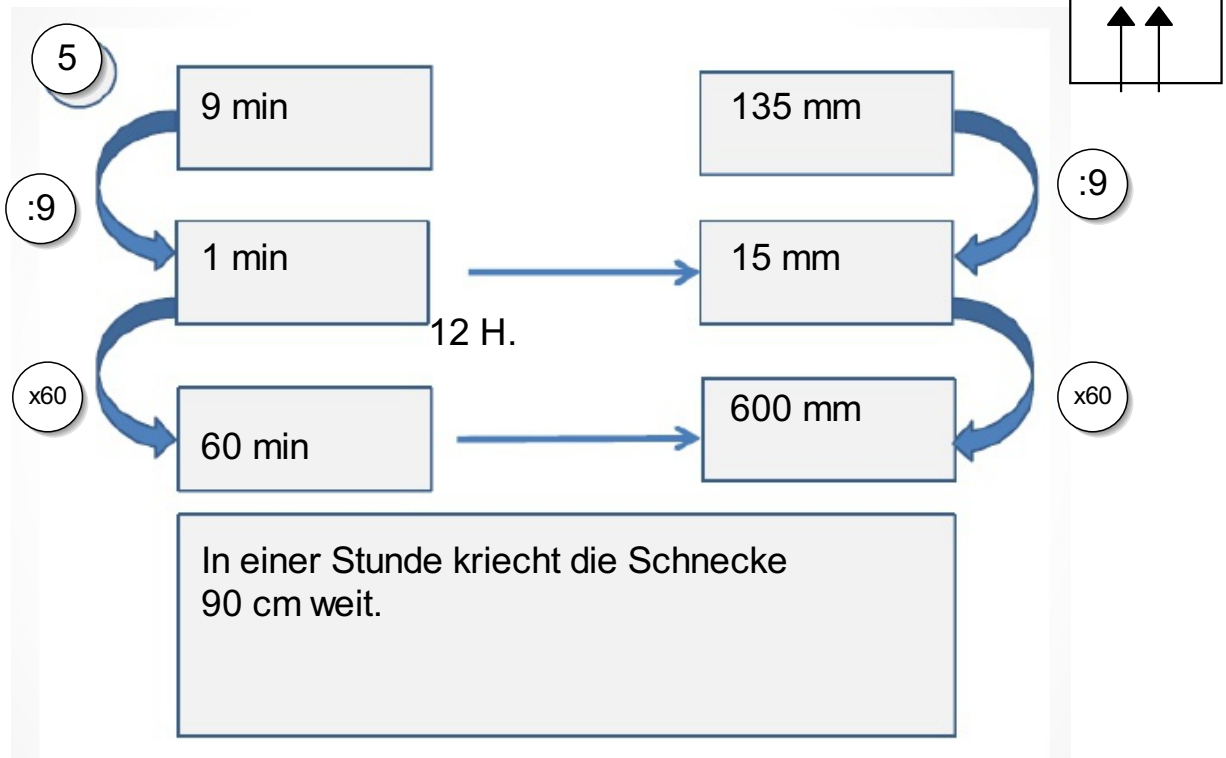 5
9 min
135 mm
:9
:9
1 min
15 mm
12 H.
x60
x60
60 min
600 mm
In einer Stunde kriecht die Schnecke
90 cm weit.